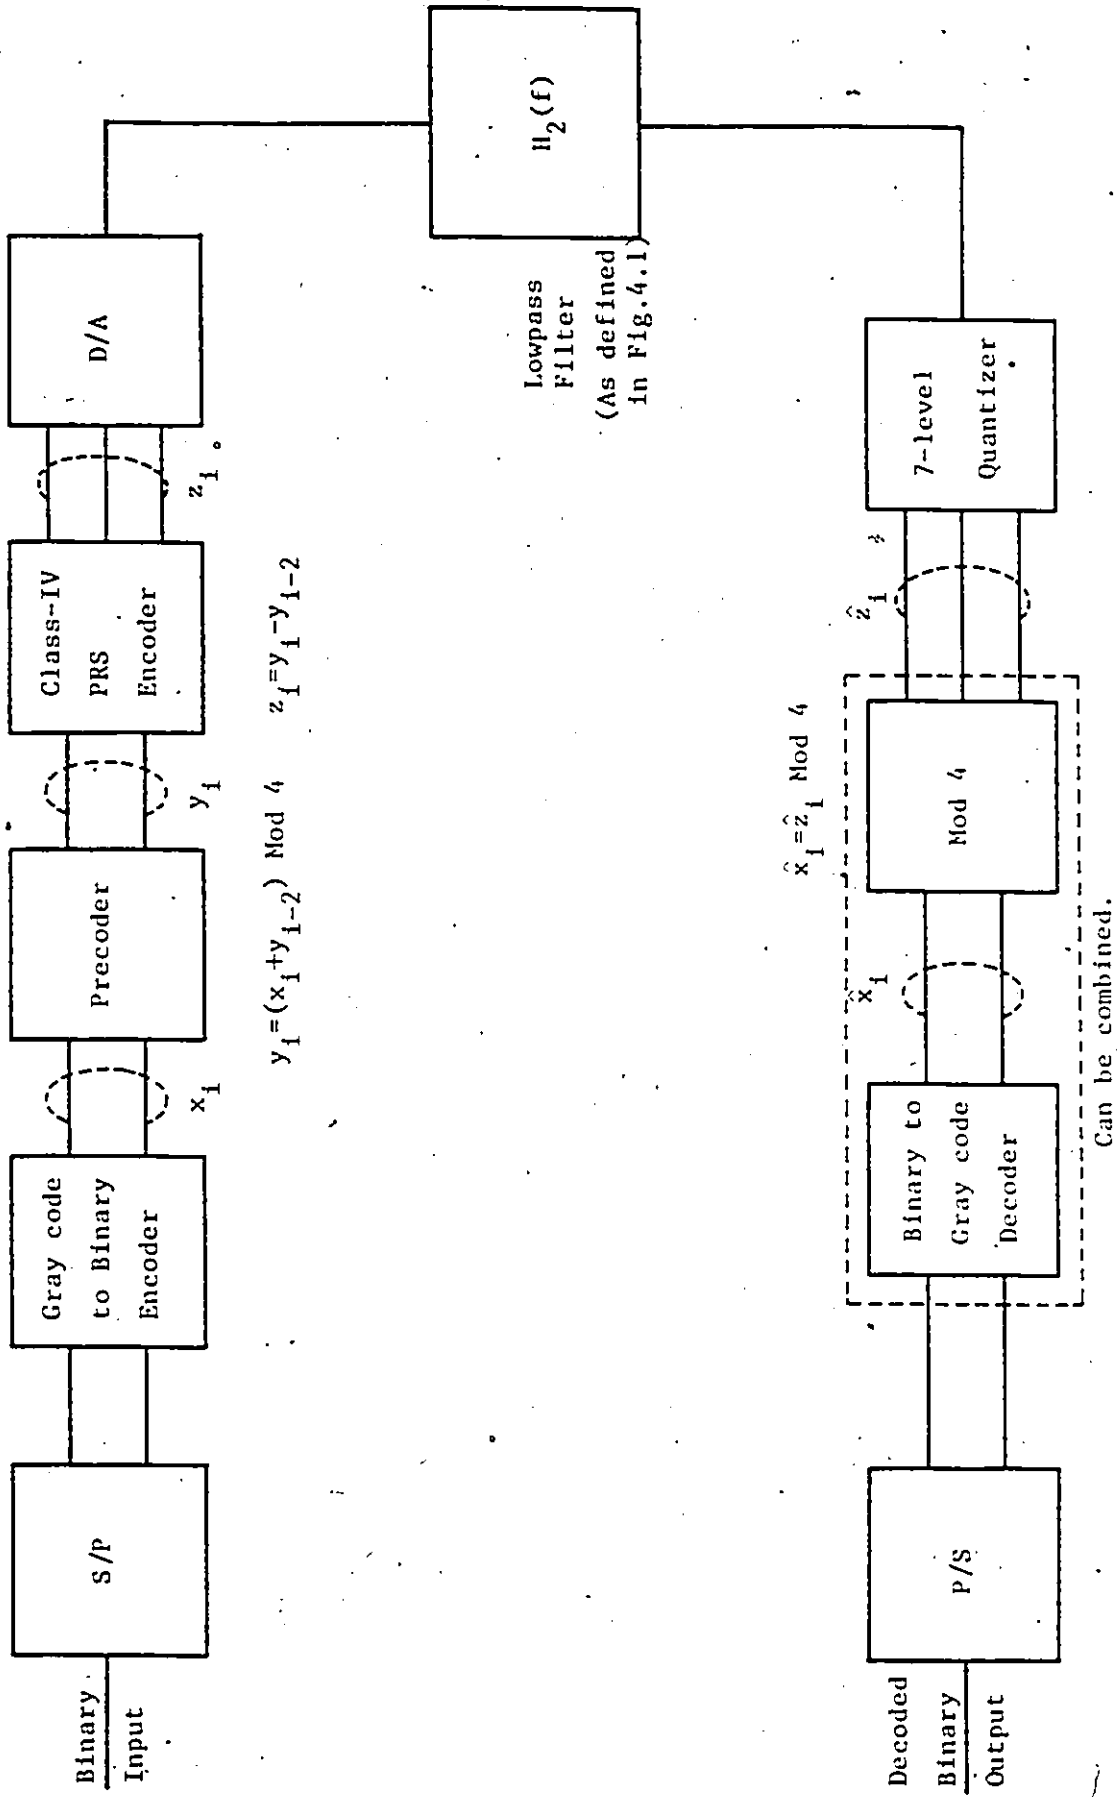 Binary
Input
S/P
Gray code
to Binary
Encoder
x_i
Precoder
y_i=(x_i+y_{i-2}) Mod 4
y_i
Class-IV
PRS
Encoder
z_i=y_i-y_{i-2}
z_i
D/A
H_2(f)
Lowpass
Filter
(As defined
in Fig.4.1)
7-level
Quantizer
ẑ_i
Mod 4
x̂_i=ẑ_i Mod 4
x̂_i
Binary to
Gray code
Decoder
Can be combined.
P/S
Decoded
Binary
Output